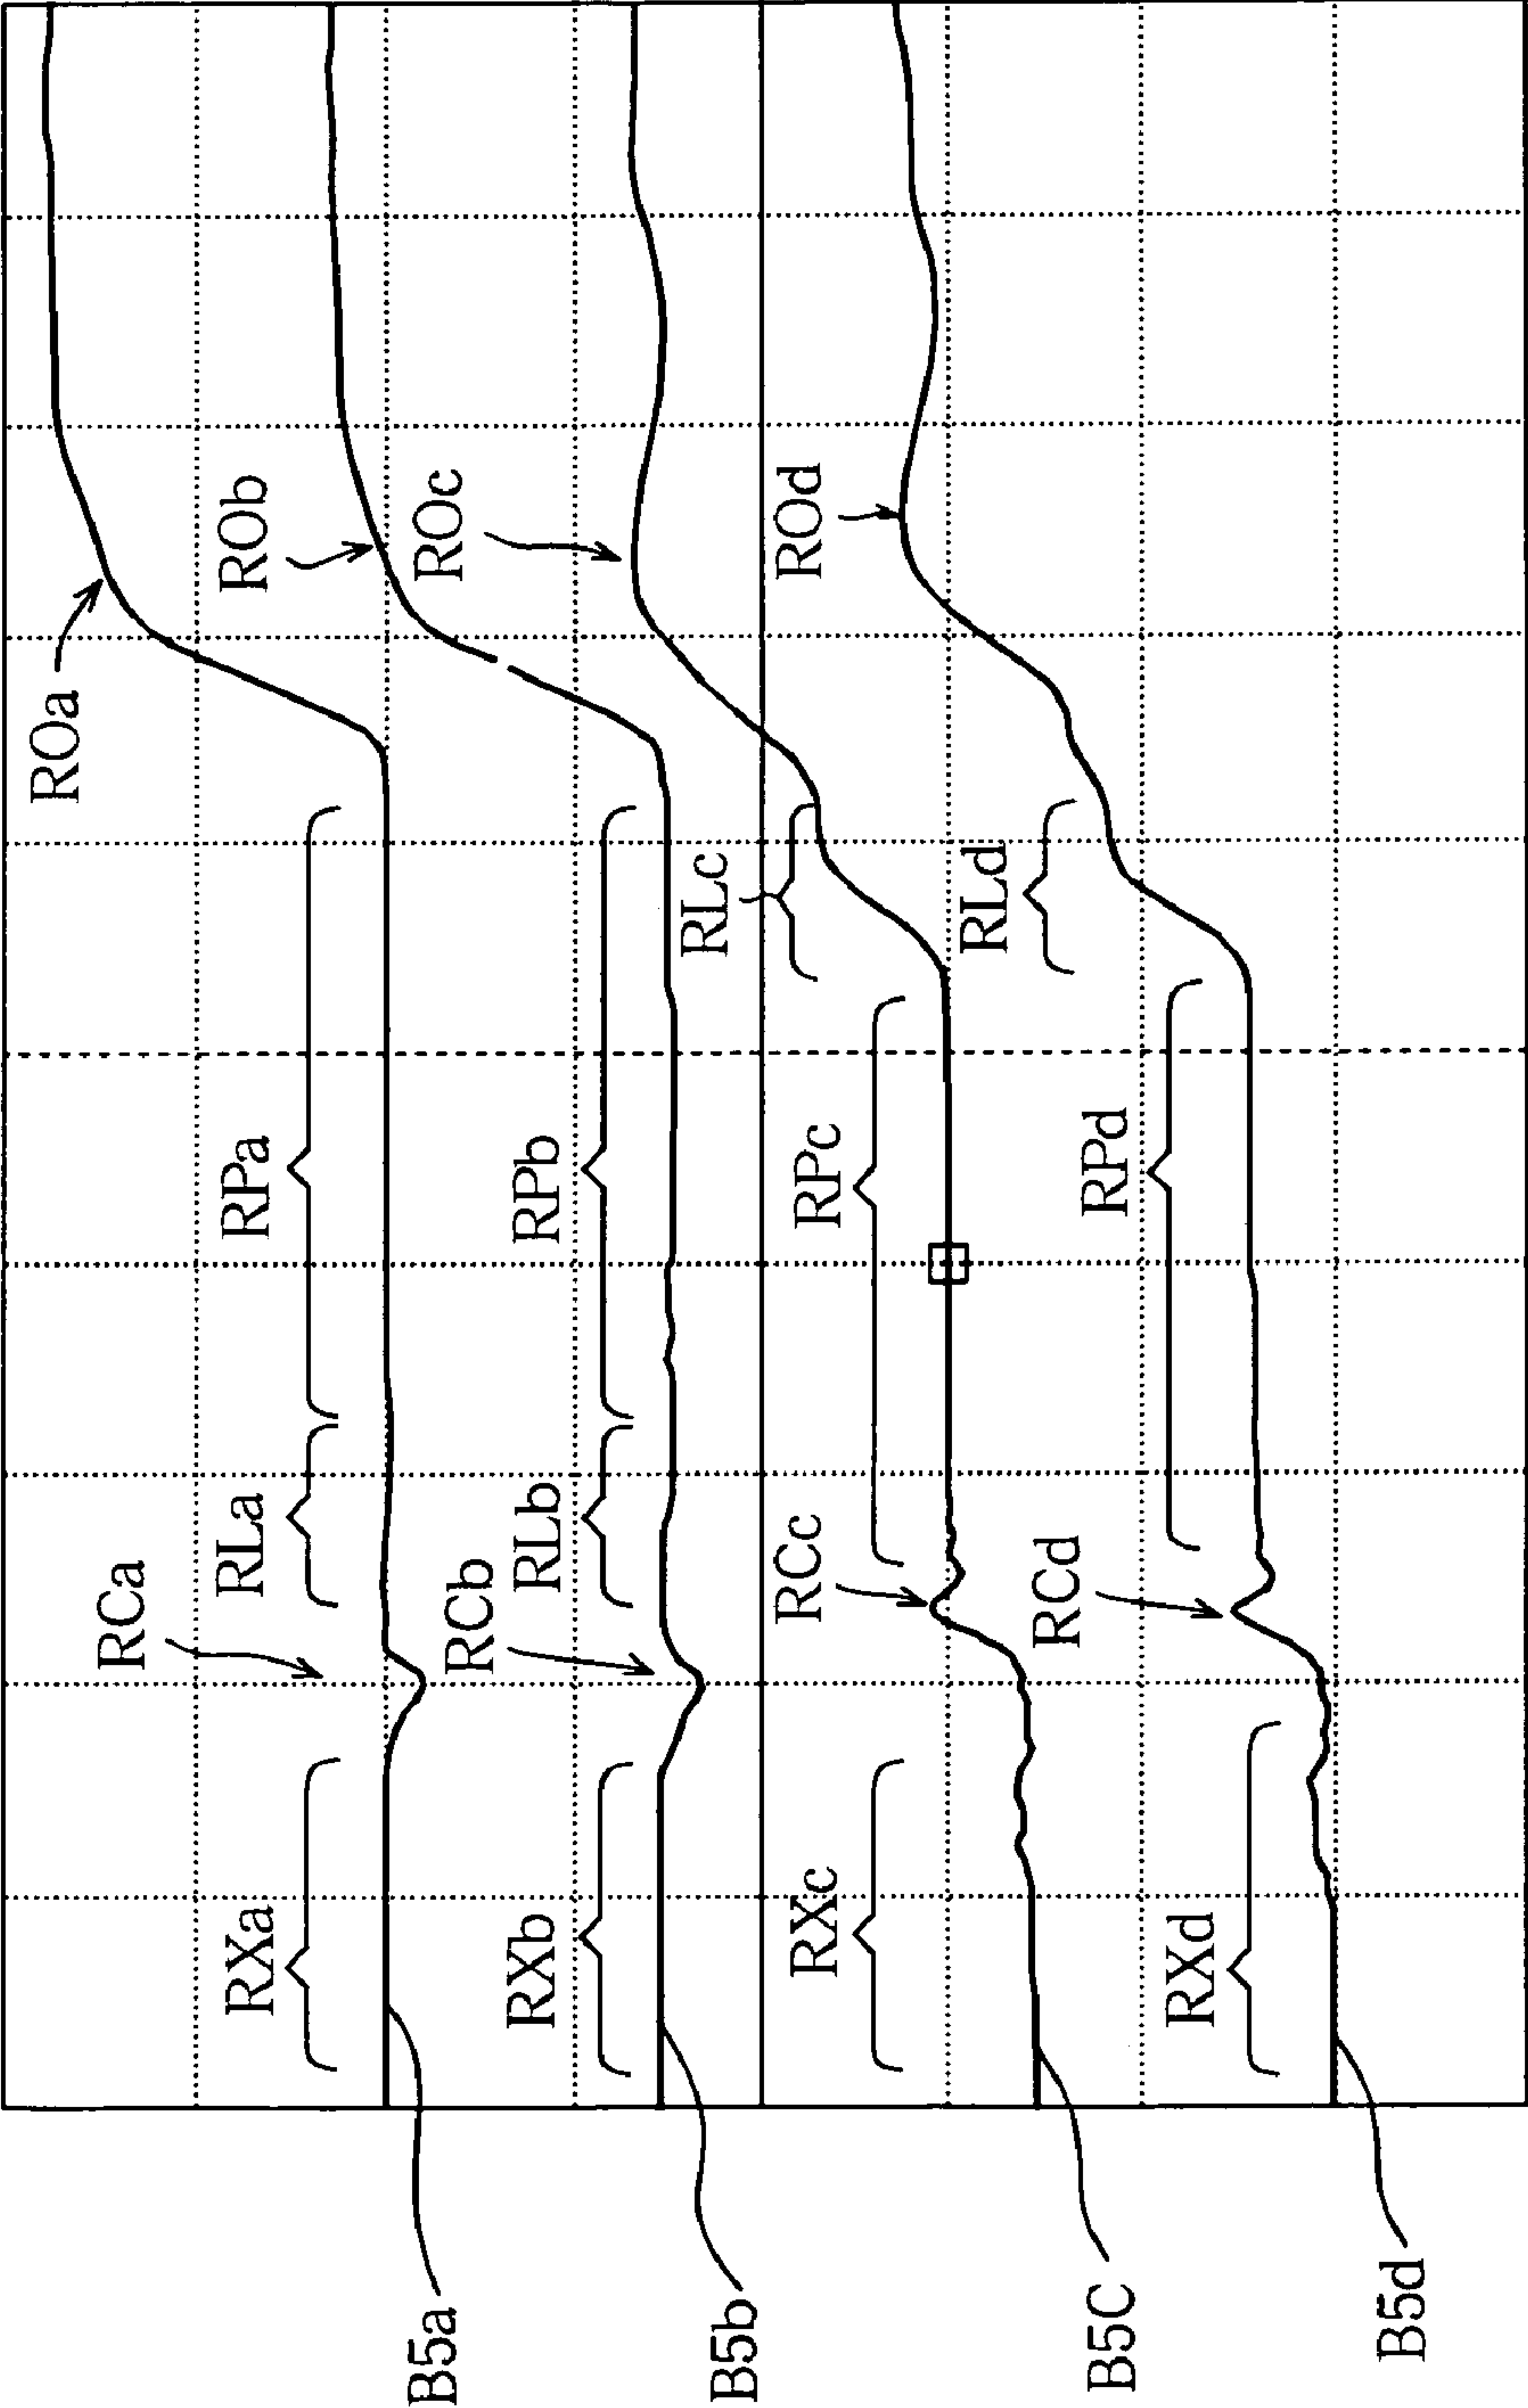 ROa
RCa
RXa
RLa
RPa
ROb
B5a
RCb
ROc
RXb
RLb
RPb
B5b
RLc
RXc
RCc
RPc
ROd
RCd
RLd
B5C
RPd
RXd
B5d